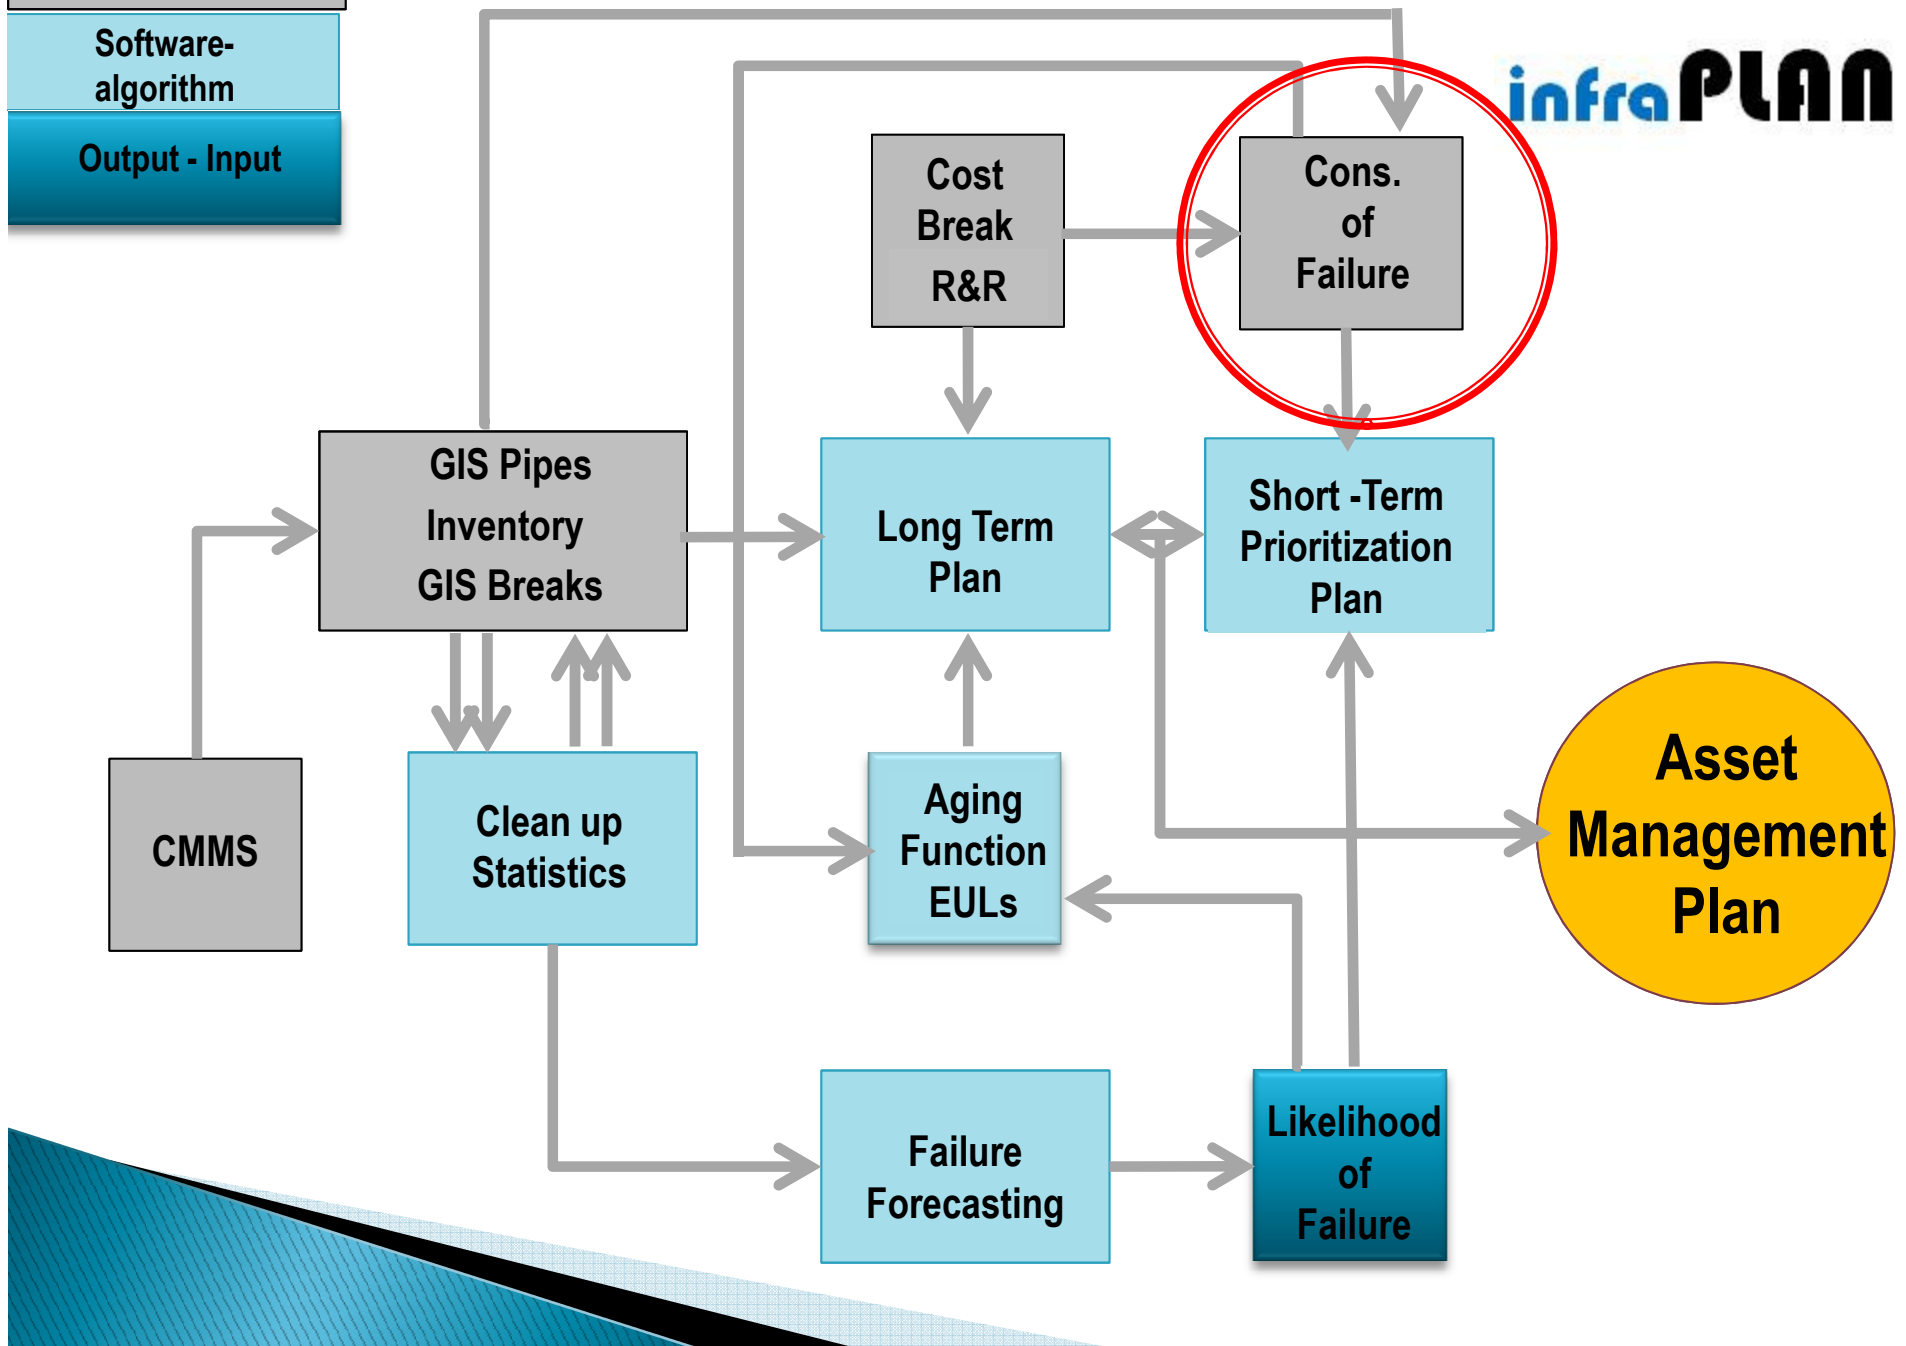 Software-
algorithm
Output - Input
infraPLAN
Cost
Break
R&R
Cons.
of
Failure
GIS Pipes
Inventory
GIS Breaks
Long Term
Plan
Short -Term
Prioritization
Plan
CMMS
Clean up
Statistics
Aging
Function
EULs
Asset
Management
Plan
Failure
Forecasting
Likelihood
of
Failure